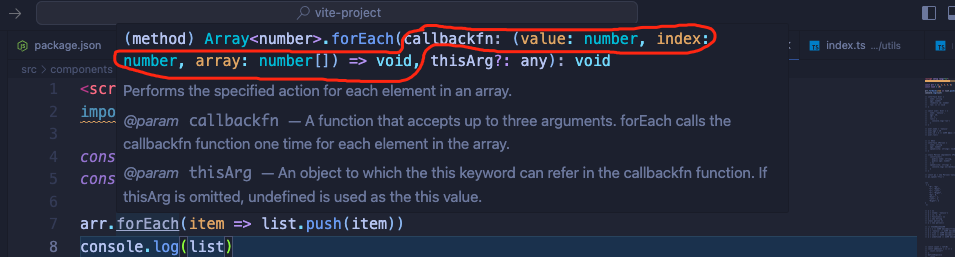 vite-project
package.json
index.ts .../utils
src > components
(method) Array<number>.forEach(callbackfn: (value: number, index:
number, array: number[]) => void, thisArg?: any): void
Performs the specified action for each element in an array.
@param callbackfn — A function that accepts up to three arguments. forEach calls the
callbackfn function one time for each element in the array.
@param thisArg — An object to which the this keyword can refer in the callbackfn function. If
thisArg is omitted, undefined is used as the this value.
1 <scr
2 impo
4 cons
5 cons
7 arr.forEach(item => list.push(item))
8 console.log(list)